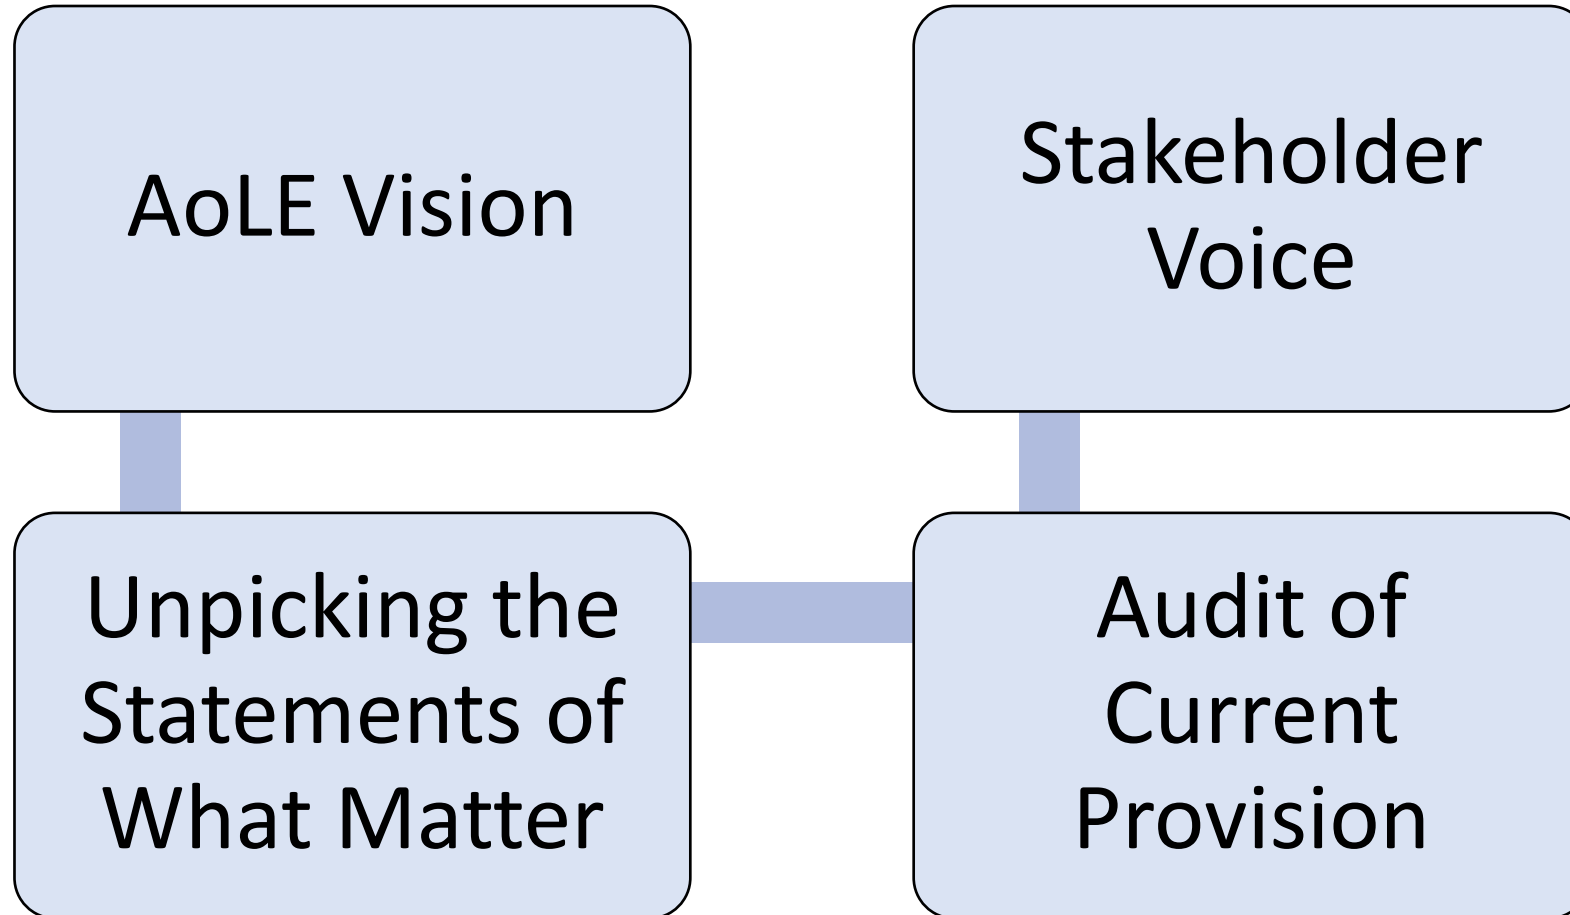 AoLE Vision
Unpicking the
Statements of
What Matter
Audit of
Current
Provision
Stakeholder
Voice